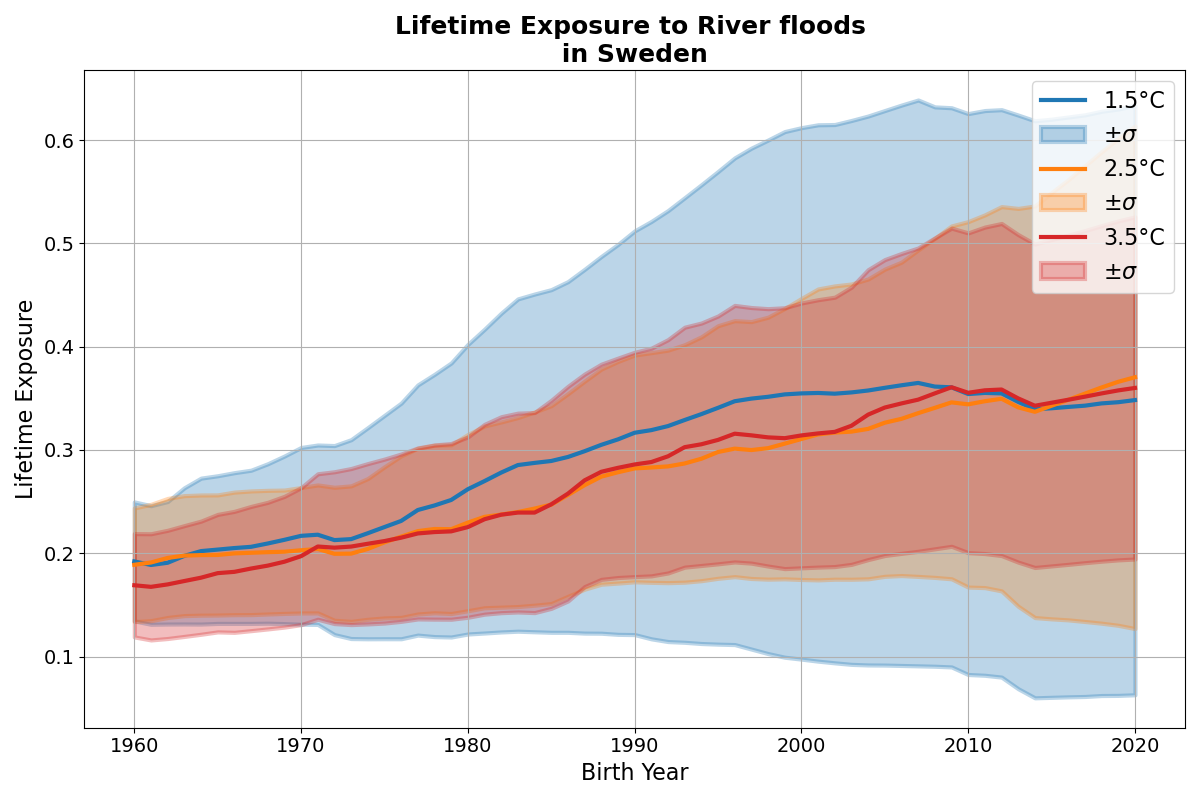 Lifetime Exposure to River floods
in Sweden
Lifetime Exposure
0.6
0.5
0.4
0.3
0.2
0.1
1960
1970
1980
1990
2000
2010
2020
Birth Year
1.5°C
±σ
2.5°C
±σ
3.5°C
±σ